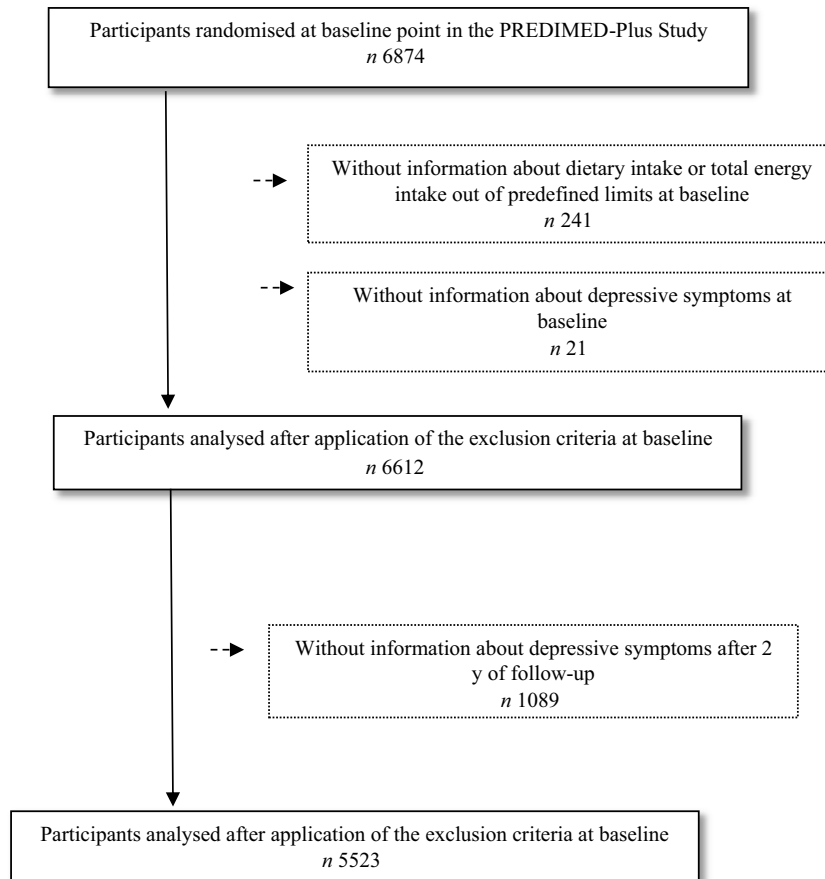 Participants randomised at baseline point in the PREDIMED-Plus Study
n 6874
Without information about dietary intake or total energy
intake out of predefined limits at baseline
n 241
Without information about depressive symptoms at
baseline
n 21
Participants analysed after application of the exclusion criteria at baseline
n 6612
Without information about depressive symptoms after 2
y of follow-up
n 1089
Participants analysed after application of the exclusion criteria at baseline
n 5523